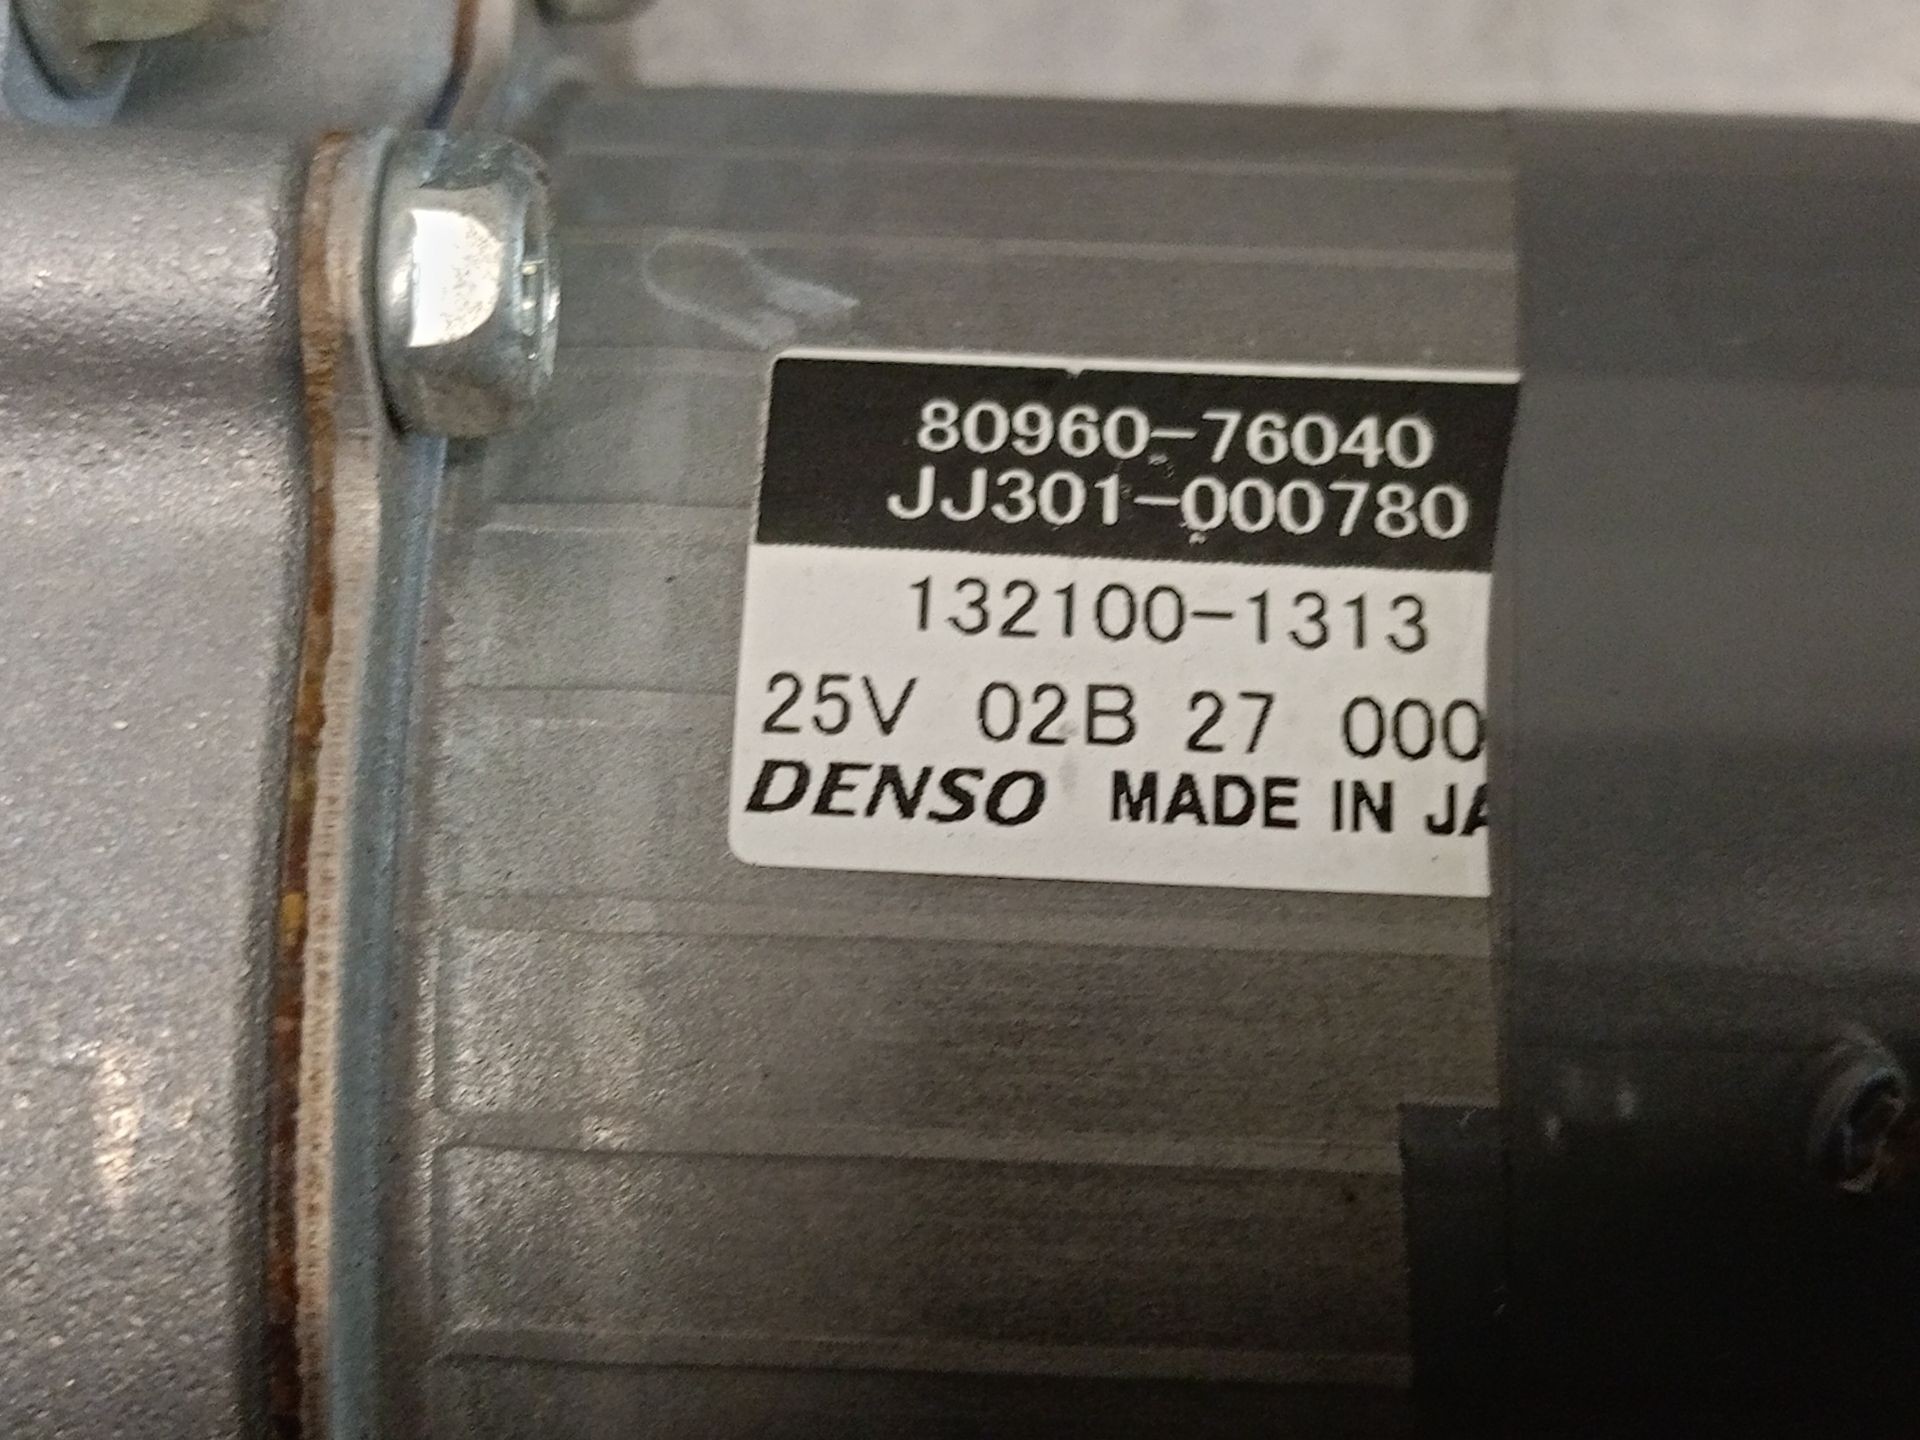 80960-76040
JJ301-000780
132100-1313
25V 02B 27 000
DENSO MADE IN JA